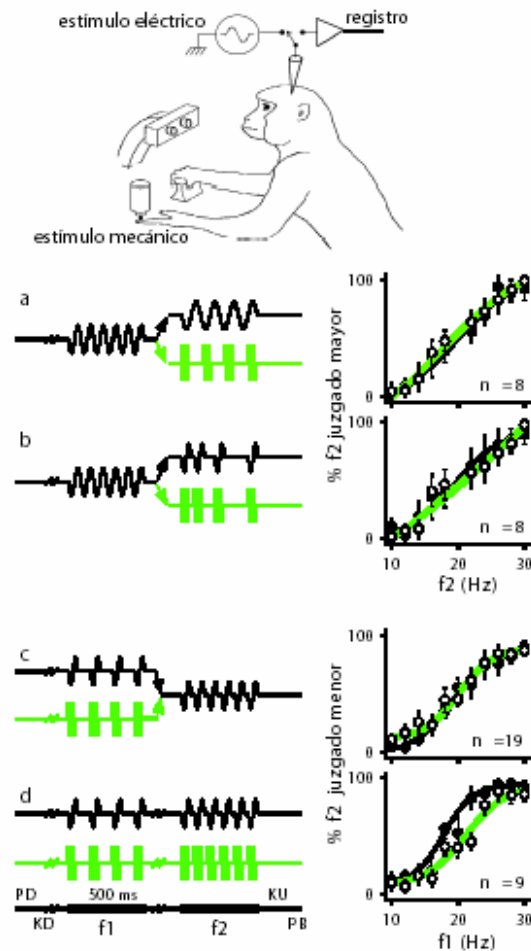 estímulo eléctrico
registro
estímulo mecánico
a
b
% f2 juzgado mayor
100
0
n = 8
100
0
n = 8
10 20 30
f2 (Hz)
c
d
% f2 juzgado menor
100
0
n =19
100
0
n = 9
10 20 30
f1 (Hz)
PD 500 ms KU
KD f1 f2 PB